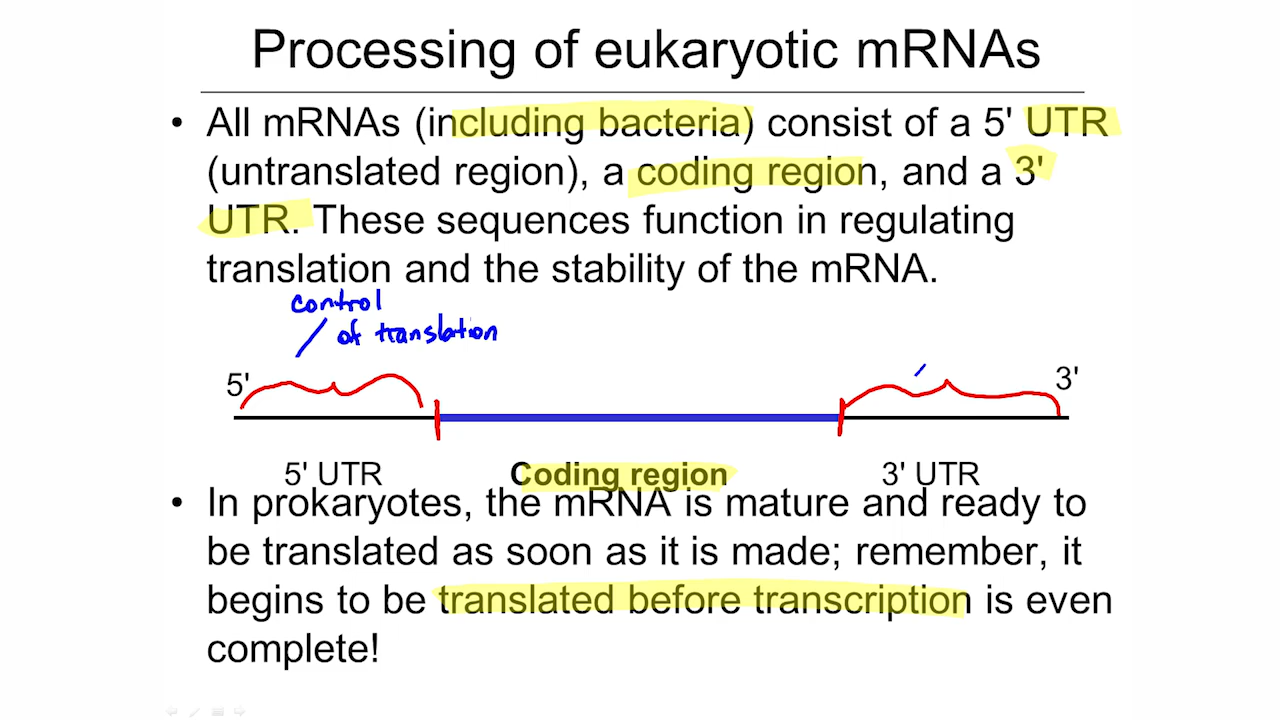 Processing of eukaryotic mRNAs
• All mRNAs (including bacteria) consist of a 5' UTR
(untranslated region), a coding region, and a 3'
UTR. These sequences function in regulating
translation and the stability of the mRNA.
control
of translation
5'
3'
5' UTR
Coding region
3' UTR
• In prokaryotes, the mRNA is mature and ready to
be translated as soon as it is made; remember, it
begins to be translated before transcription is even
complete!